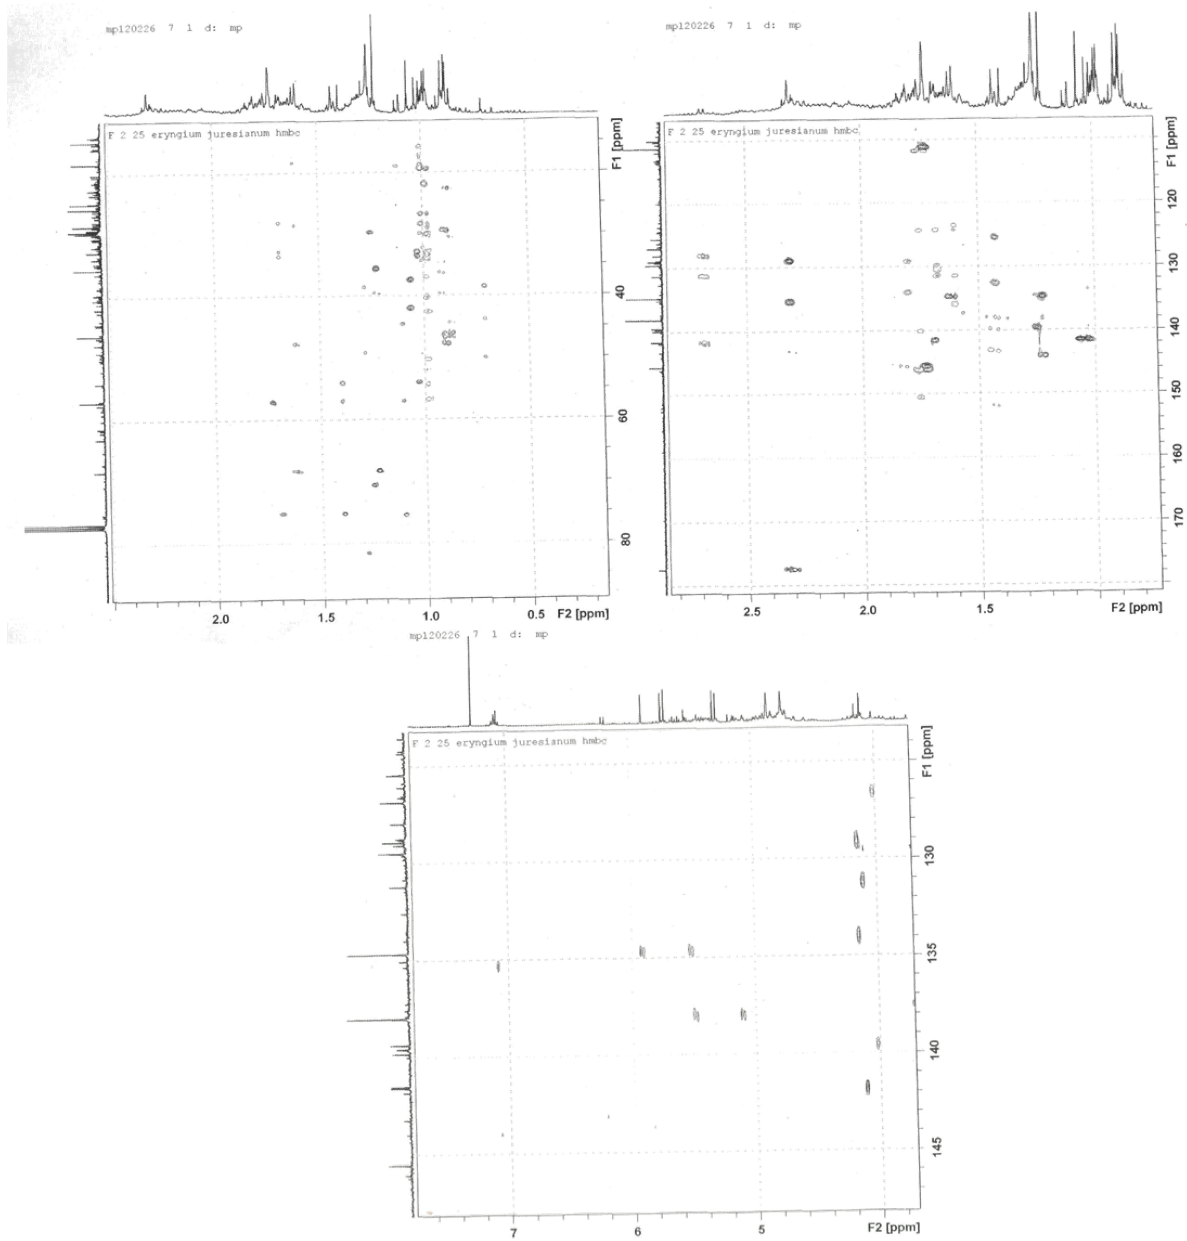 mp120226 7 1 d: mp
F 2 25 eryngium juresianum hmbc
F1 [ppm]
40
60
80
2.0
1.5
1.0
0.5
F2 [ppm]
mp120226 7 1 d: mp
F 2 25 eryngium juresianum hmbc
F1 [ppm]
120
130
140
150
160
170
2.5
2.0
1.5
F2 [ppm]
mp120226 7 1 d: mp
F 2 25 eryngium juresianum hmbc
F1 [ppm]
130
135
140
145
7
6
5
F2 [ppm]